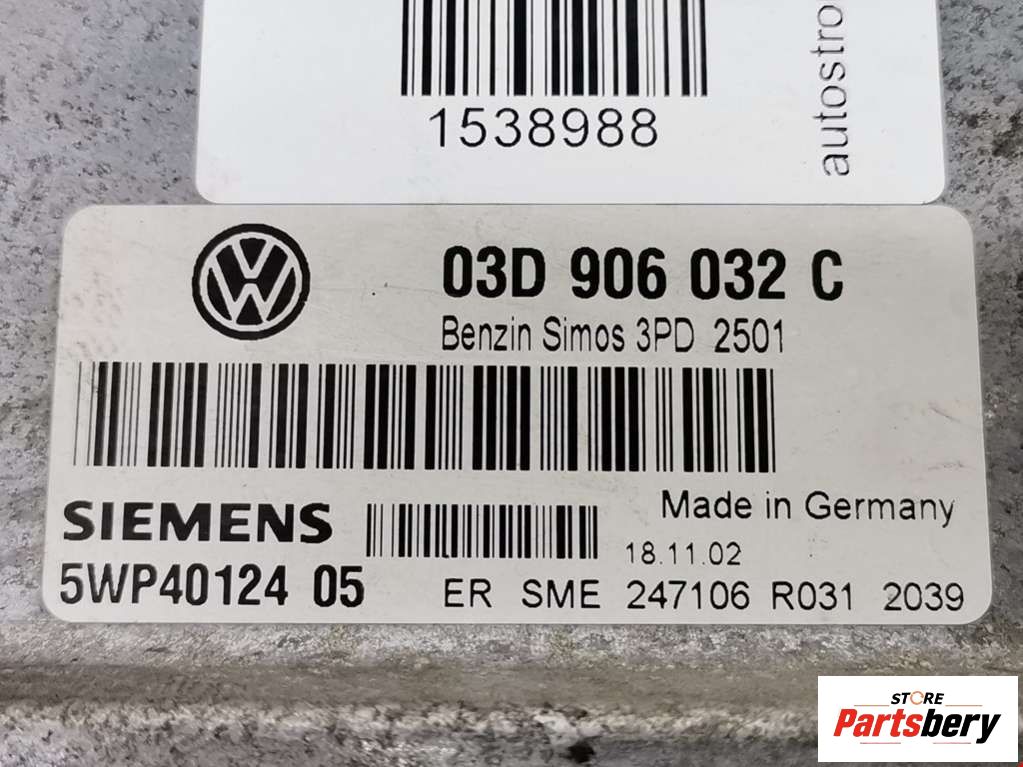 1538988
autostro
03D 906 032 C
Benzin Simos 3PD 2501
SIEMENS
Made in Germany
18.11.02
5WP40124 05
ER SME 247106 R031 2039
STORE
Partsbery